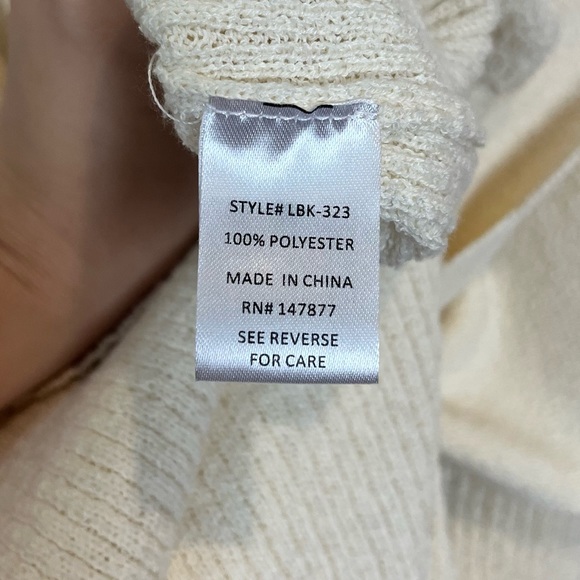 STYLE# LBK-323
100% POLYESTER
MADE IN CHINA
RN# 147877
SEE REVERSE
FOR CARE